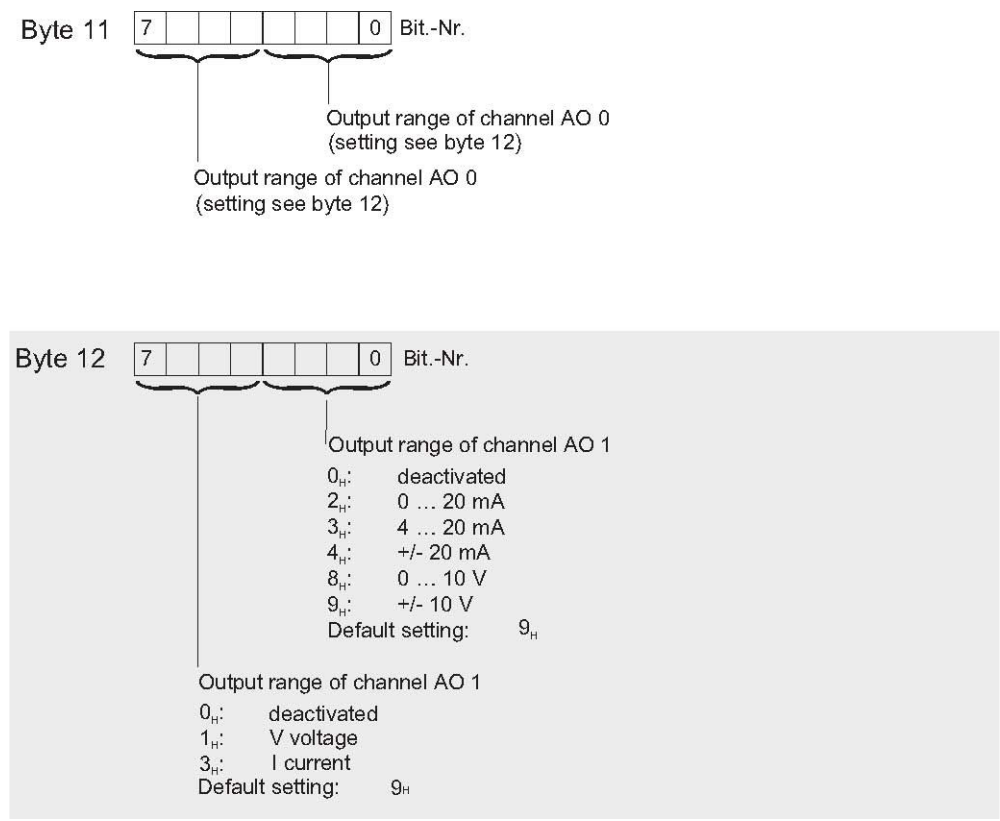 Byte 11 7 0 Bit.-Nr.
Output range of channel AO 0
(setting see byte 12)
Output range of channel AO 0
(setting see byte 12)
Byte 12 7 0 Bit.-Nr.
Output range of channel AO 1
0H: deactivated
2H: 0 ... 20 mA
3H: 4 ... 20 mA
4H: +/- 20 mA
8H: 0 ... 10 V
9H: +/- 10 V
Default setting: 9H
Output range of channel AO 1
0H: deactivated
1H: V voltage
3H: I current
Default setting: 9H